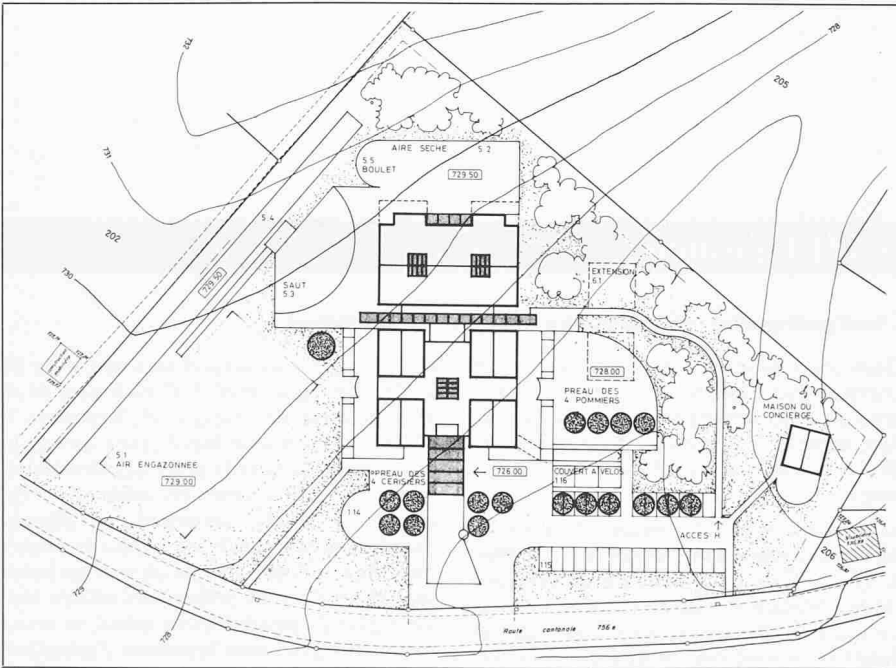 732
728
205
731
AIRE SECHE 5.2
5.5
BOULET
729.50
202
5.4
729.50
EXTENSION
6.1
SAUT
5.3
730
728.00
PREAU DES
4 POMMIERS
MAISON DU
CONCIERGE
5.1
AIR ENGAZONNEE
729.00
PREAU DES
4 CERISIERS
726.00
COUVERT A VELOS
1.16
1.14
ACCES H
206
1.15
729
728
Route cantonale 756 e